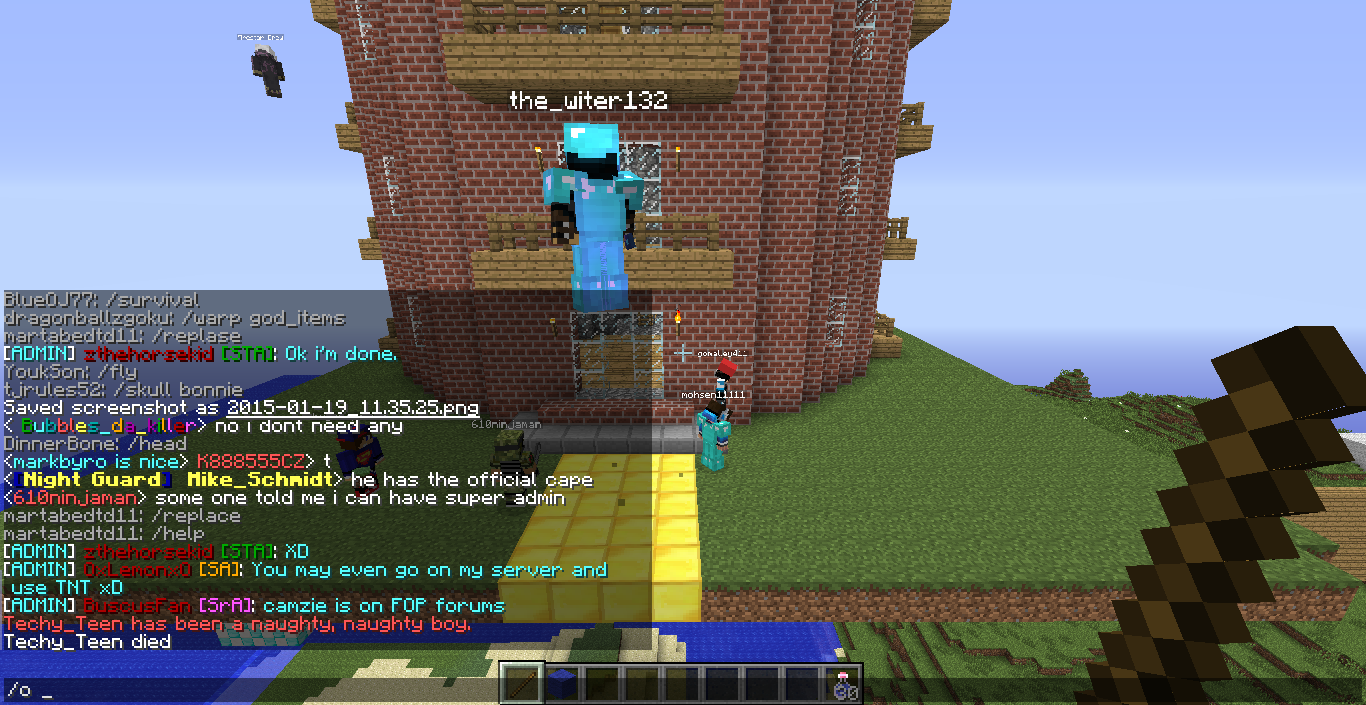 the_witer132
BlueOJ77: /survival
dragonballzgoku: /warp god_items
martabedtd11: /replase
[ADMIN] zthehorsekid [STA]: Ok i'm done.
gomalley411
YoukSon: /fly
tjrules52: /skull bonnie
mohsen11111
Saved screenshot as 2015-01-19_11.35.25.png
< Bubbles_da_killer> no i dont need any
610ninjaman
DinnerBone: /head
<markbyro is nice> K888555CZ> t
<[Night Guard] Mike_Schmidt> he has the official cape
<610ninjaman> some one told me i can have super admin
martabedtd11: /replace
martabedtd11: /help
[ADMIN] zthehorsekid [STA]: XD
[ADMIN] 0xLemonx0 [SA]: You may even go on my server and
use TNT xD
[ADMIN] BuscusFan [SrA]: camzie is on FOP forums
Techy_Teen has been a naughty, naughty boy.
Techy_Teen died
/o _